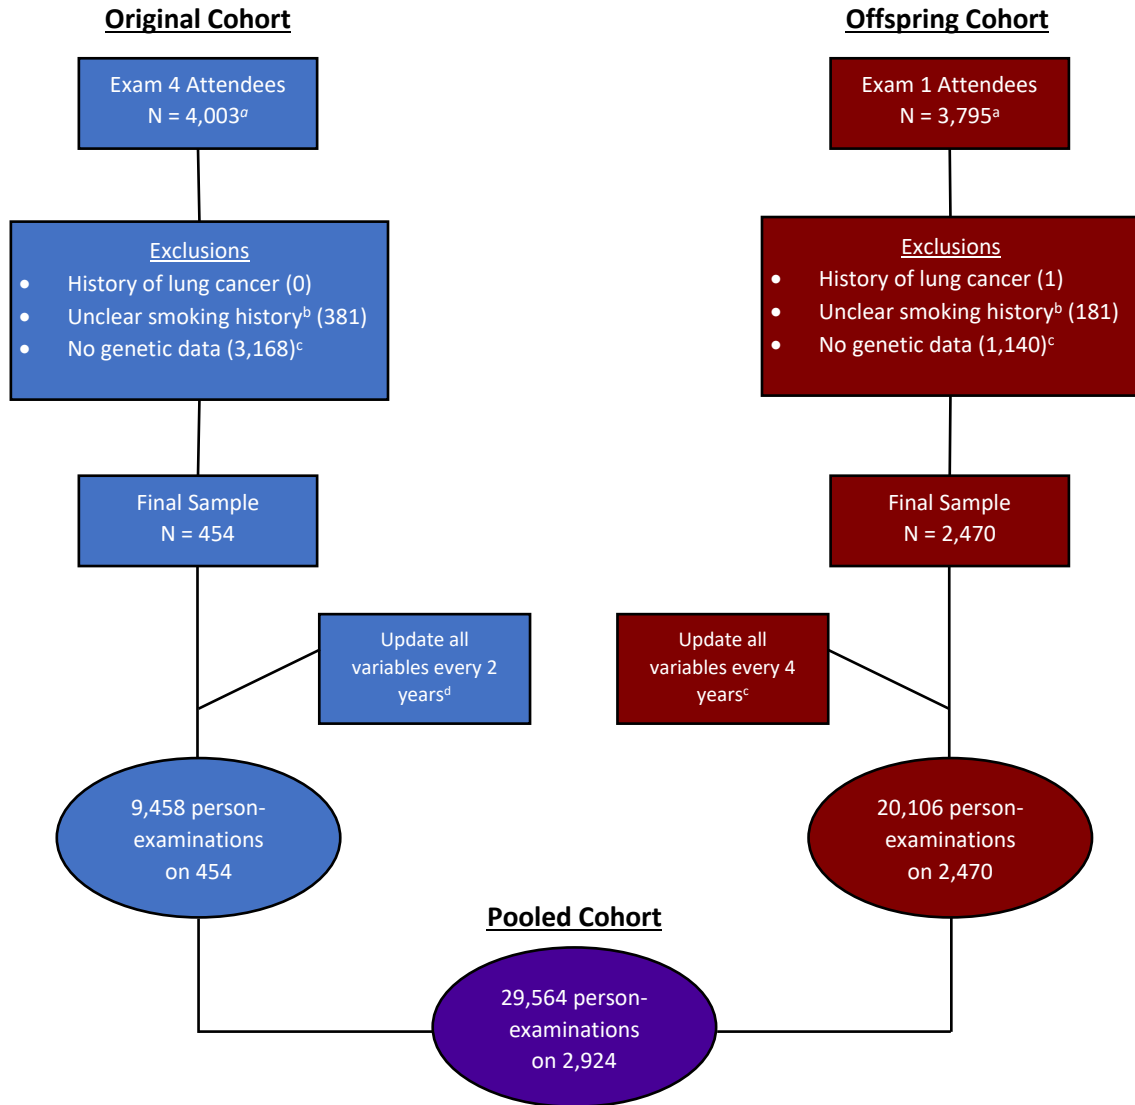 Original Cohort
Exam 4 Attendees
N = 4,003ᵃ
Exclusions
• History of lung cancer (0)
• Unclear smoking historyᵇ (381)
• No genetic data (3,168)ᶜ
Final Sample
N = 454
Update all
variables every 2
yearsᵈ
9,458 person-
examinations
on 454
Offspring Cohort
Exam 1 Attendees
N = 3,795ᵃ
Exclusions
• History of lung cancer (1)
• Unclear smoking historyᵇ (181)
• No genetic data (1,140)ᶜ
Final Sample
N = 2,470
Update all
variables every 4
yearsᶜ
20,106 person-
examinations
on 2,470
Pooled Cohort
29,564 person-
examinations
on 2,924